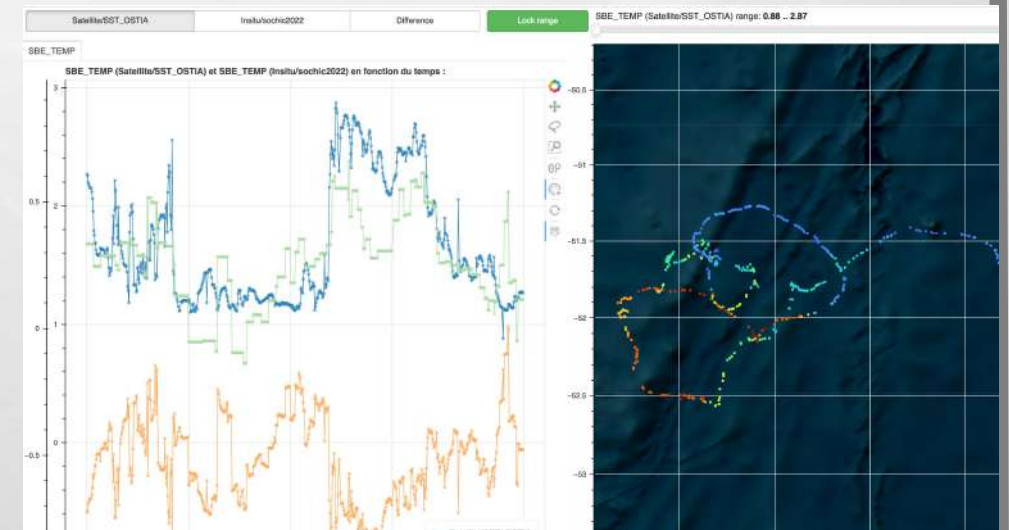 Satellite/SST_OSTIA
Insitu/sochic2022
Difference
Lock range
SBE_TEMP (Satellite/SST_OSTIA) range: 0.86 .. 2.87
SBE_TEMP
SBE_TEMP (Satellite/SST_OSTIA) et SBE_TEMP (Insitu/sochic2022) en fonction du temps :
3
0.5
2
0
1
-0.5
0
-50.5
-51
-51.5
-52
-52.5
-53